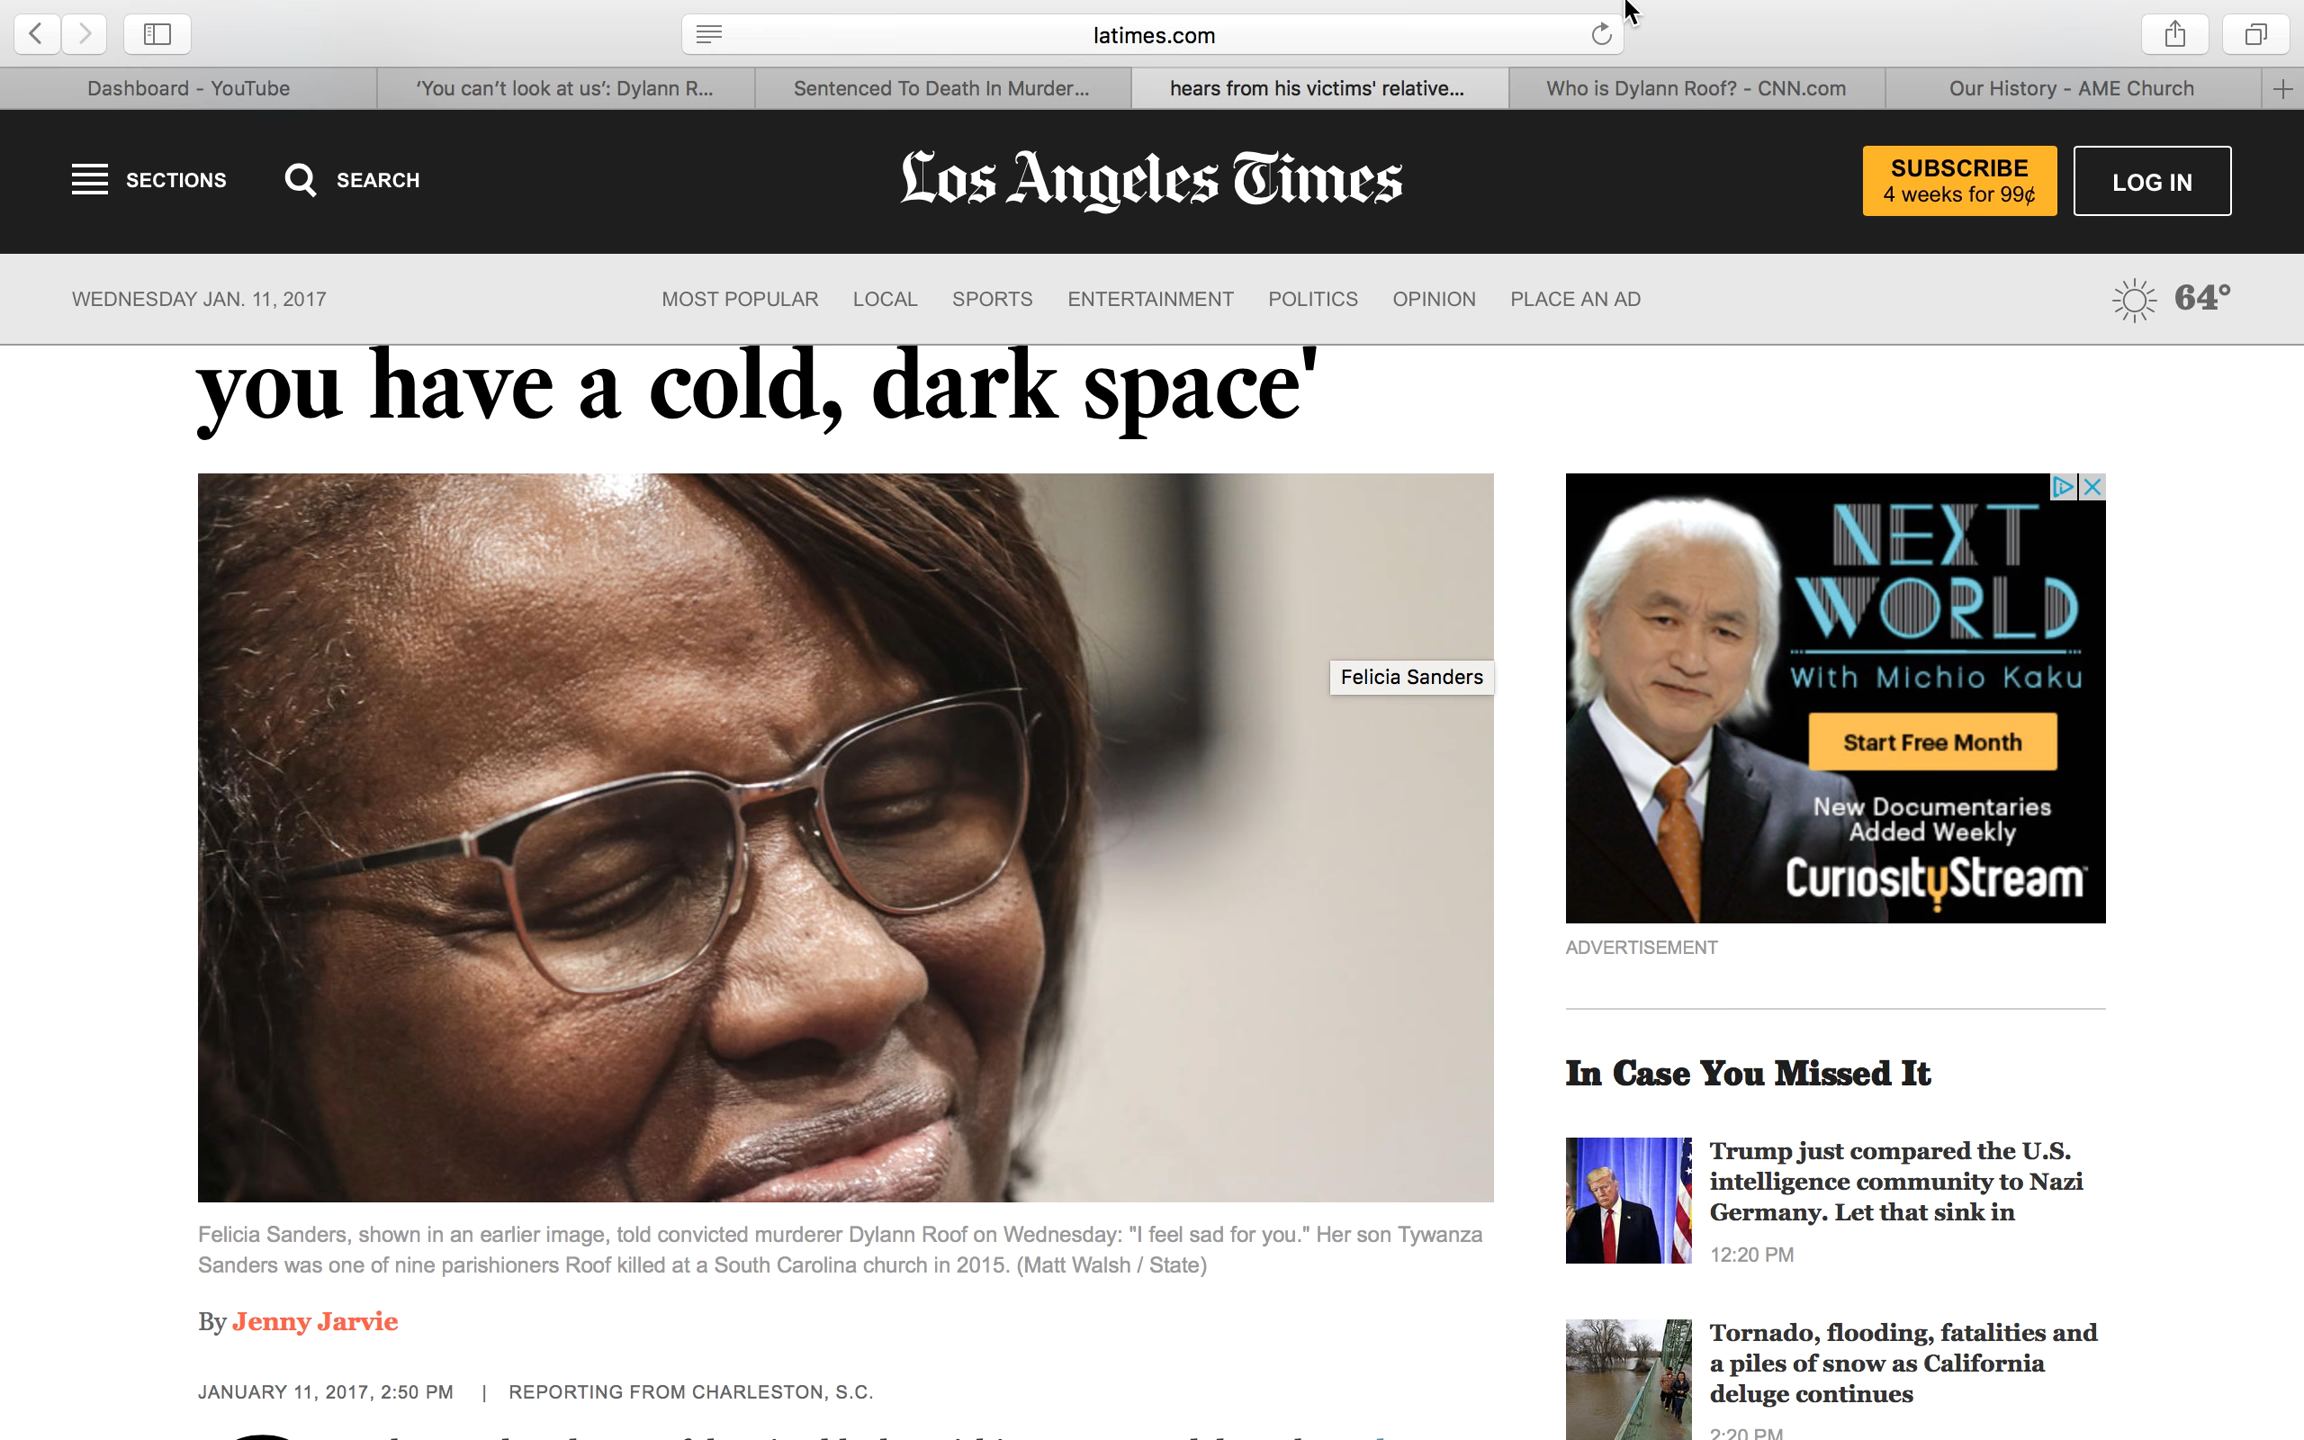 latimes.com
Dashboard - YouTube
‘You can’t look at us’: Dylann R...
Sentenced To Death In Murder...
hears from his victims' relative...
Who is Dylann Roof? - CNN.com
Our History - AME Church
SECTIONS
SEARCH
Los Angeles Times
SUBSCRIBE
4 weeks for 99¢
LOG IN
WEDNESDAY JAN. 11, 2017
MOST POPULAR
LOCAL
SPORTS
ENTERTAINMENT
POLITICS
OPINION
PLACE AN AD
64°
you have a cold, dark space'
Felicia Sanders
NEXT
WORLD
With Michio Kaku
Start Free Month
New Documentaries
Added Weekly
CuriosityStream
ADVERTISEMENT
Felicia Sanders, shown in an earlier image, told convicted murderer Dylann Roof on Wednesday: "I feel sad for you." Her son Tywanza
Sanders was one of nine parishioners Roof killed at a South Carolina church in 2015. (Matt Walsh / State)
By Jenny Jarvie
JANUARY 11, 2017, 2:50 PM | REPORTING FROM CHARLESTON, S.C.
In Case You Missed It
Trump just compared the U.S.
intelligence community to Nazi
Germany. Let that sink in
12:20 PM
Tornado, flooding, fatalities and
a piles of snow as California
deluge continues
2:20 PM